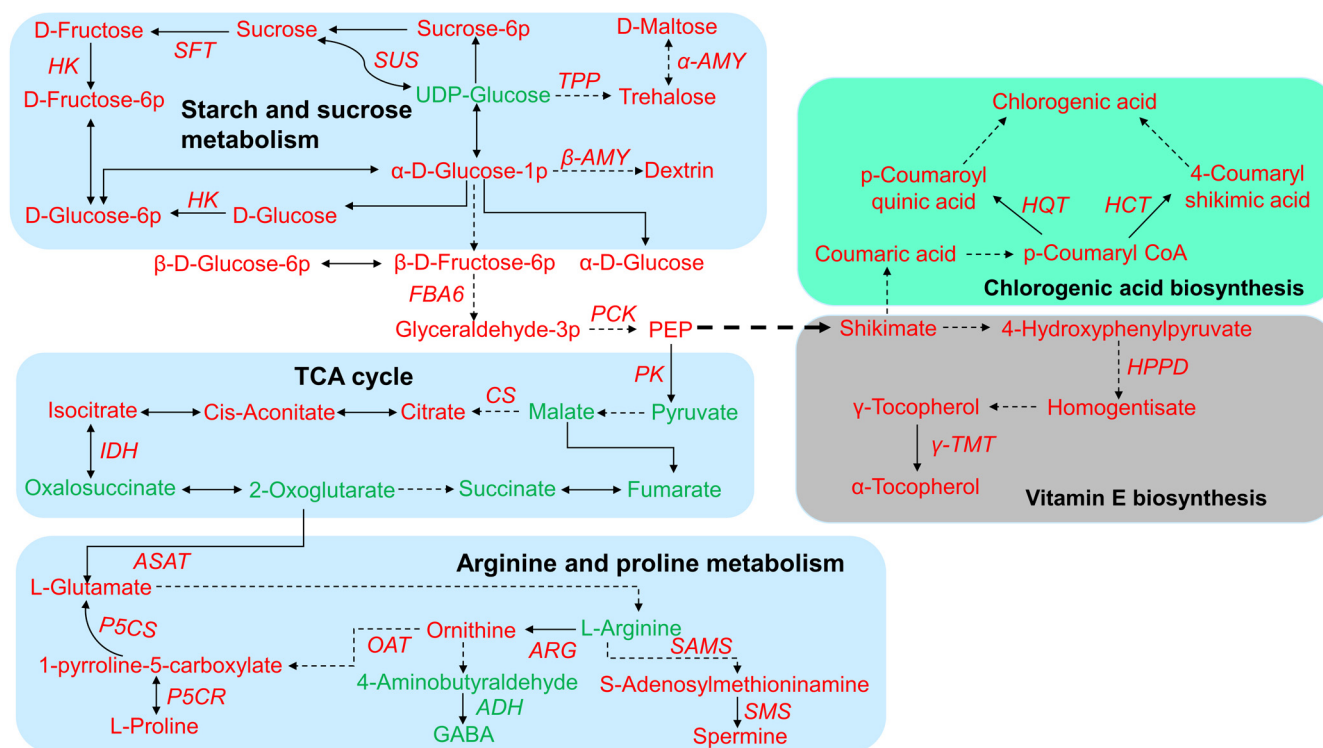 D-Fructose
SFT
Sucrose
Sucrose-6p
D-Maltose
HK
SUS
α-AMY
D-Fructose-6p
UDP-Glucose
TPP
Trehalose
Starch and sucrose
metabolism
α-D-Glucose-1p
β-AMY
Dextrin
D-Glucose-6p
HK
D-Glucose
β-D-Glucose-6p
β-D-Fructose-6p
α-D-Glucose
FBA6
Glyceraldehyde-3p
PCK
PEP
PK
Chlorogenic acid
p-Coumaroyl
quinic acid
4-Coumaryl
shikimic acid
HQT
HCT
Coumaric acid
p-Coumaryl CoA
Chlorogenic acid biosynthesis
Shikimate
4-Hydroxyphenylpyruvate
HPPD
γ-Tocopherol
Homogentisate
γ-TMT
α-Tocopherol
Vitamin E biosynthesis
TCA cycle
Isocitrate
Cis-Aconitate
Citrate
CS
Malate
Pyruvate
IDH
Oxalosuccinate
2-Oxoglutarate
Succinate
Fumarate
ASAT
Arginine and proline metabolism
L-Glutamate
P5CS
OAT
Ornithine
ARG
L-Arginine
SAMS
1-pyrroline-5-carboxylate
4-Aminobutyraldehyde
S-Adenosylmethioninamine
P5CR
ADH
SMS
L-Proline
GABA
Spermine